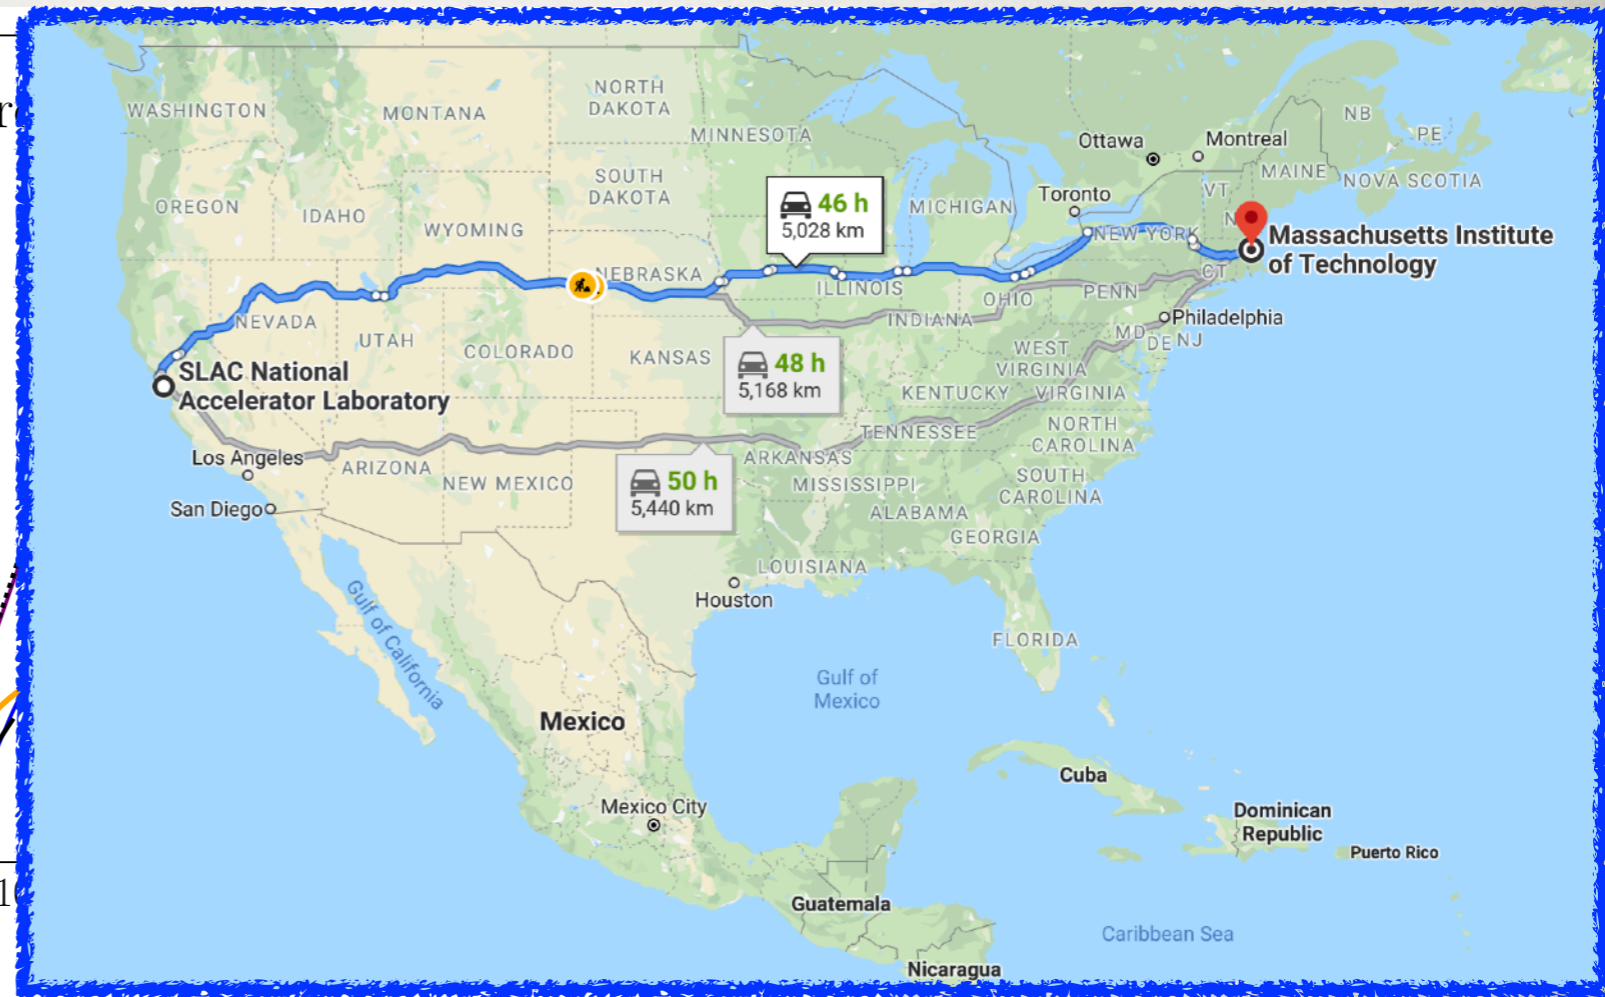 NORTH
DAKOTA
WASHINGTON
MONTANA
MINNESOTA
NB
PE
Ottawa
Montreal
MAINE
NOVA SCOTIA
VT
SOUTH
DAKOTA
OREGON
IDAHO
WYOMING
46 h
5,028 km
MICHIGAN
Toronto
NEW YORK
Massachusetts Institute
of Technology
CT
NEBRASKA
ILLINOIS
OHIO
PENN
INDIANA
Philadelphia
NEVADA
UTAH
COLORADO
KANSAS
MD
DE
NJ
WEST
VIRGINIA
48 h
5,168 km
KENTUCKY
VIRGINIA
SLAC National
Accelerator Laboratory
TENNESSEE
NORTH
CAROLINA
Los Angeles
ARIZONA
NEW MEXICO
ARKANSAS
50 h
5,440 km
MISSISSIPPI
SOUTH
CAROLINA
San Diego
ALABAMA
GEORGIA
LOUISIANA
Houston
Gulf of California
FLORIDA
Gulf of
Mexico
Mexico
Cuba
Mexico City
Dominican
Republic
Puerto Rico
Guatemala
Caribbean Sea
Nicaragua